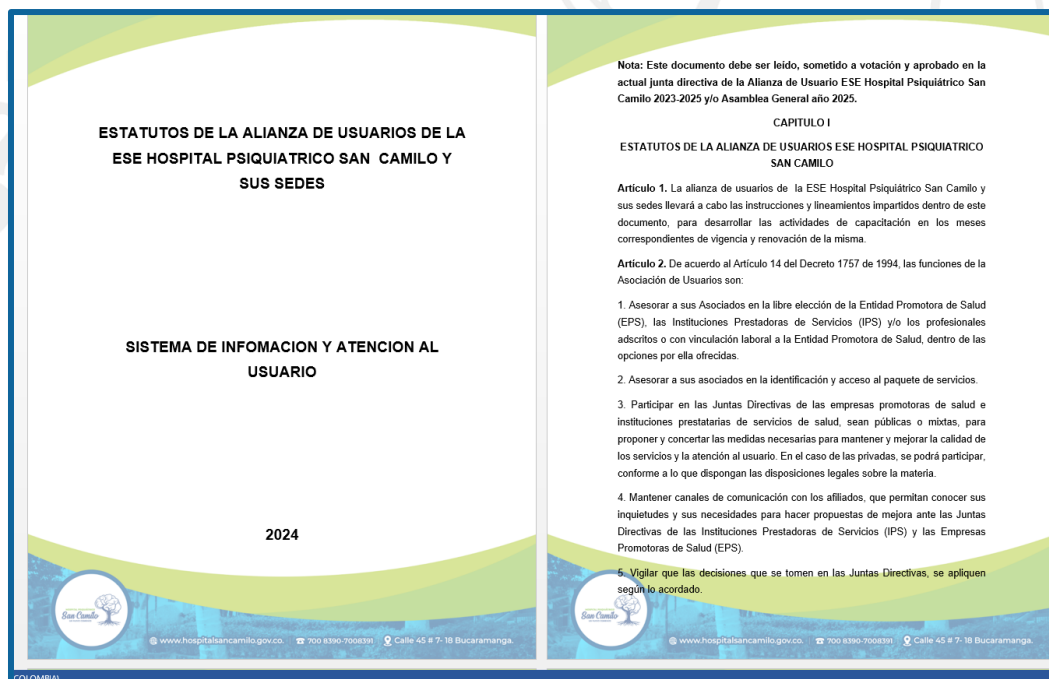 ESTATUTOS DE LA ALIANZA DE USUARIOS DE LA
ESE HOSPITAL PSIQUIATRICO SAN CAMILO Y
SUS SEDES
SISTEMA DE INFOMACION Y ATENCION AL
USUARIO
2024
San Camilo
www.hospitalsancamilo.gov.co.
700 8390-7008391
Calle 45 # 7- 18 Bucaramanga.
Nota: Este documento debe ser leído, sometido a votación y aprobado en la
actual junta directiva de la Alianza de Usuario ESE Hospital Psiquiátrico San
Camilo 2023-2025 y/o Asamblea General año 2025.
CAPITULO I
ESTATUTOS DE LA ALIANZA DE USUARIOS ESE HOSPITAL PSIQUIATRICO
SAN CAMILO
Artículo 1. La alianza de usuarios de la ESE Hospital Psiquiátrico San Camilo y
sus sedes llevará a cabo las instrucciones y lineamientos impartidos dentro de este
documento, para desarrollar las actividades de capacitación en los meses
correspondientes de vigencia y renovación de la misma.
Artículo 2. De acuerdo al Artículo 14 del Decreto 1757 de 1994, las funciones de la
Asociación de Usuarios son:
1. Asesorar a sus Asociados en la libre elección de la Entidad Promotora de Salud
(EPS), las Instituciones Prestadoras de Servicios (IPS) y/o los profesionales
adscritos o con vinculación laboral a la Entidad Promotora de Salud, dentro de las
opciones por ella ofrecidas.
2. Asesorar a sus asociados en la identificación y acceso al paquete de servicios.
3. Participar en las Juntas Directivas de las empresas promotoras de salud e
instituciones prestatarias de servicios de salud, sean públicas o mixtas, para
proponer y concertar las medidas necesarias para mantener y mejorar la calidad de
los servicios y la atención al usuario. En el caso de las privadas, se podrá participar,
conforme a lo que dispongan las disposiciones legales sobre la materia.
4. Mantener canales de comunicación con los afiliados, que permitan conocer sus
inquietudes y sus necesidades para hacer propuestas de mejora ante las Juntas
Directivas de las Instituciones Prestadoras de Servicios (IPS) y las Empresas
Promotoras de Salud (EPS).
5. Vigilar que las decisiones que se tomen en las Juntas Directivas, se apliquen
según lo acordado.
San Camilo
www.hospitalsancamilo.gov.co.
700 8390-7008391
Calle 45 # 7- 18 Bucaramanga.
COLOMBIA)